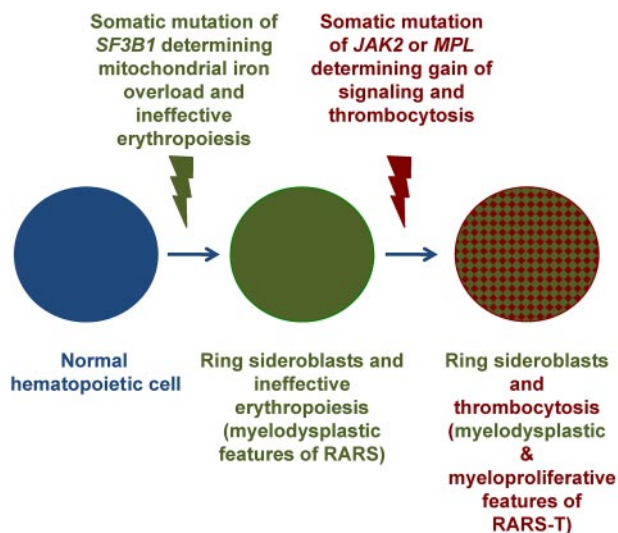 Somatic mutation of
SF3B1 determining
mitochondrial iron
overload and
ineffective
erythropoiesis
Somatic mutation
of JAK2 or MPL
determining gain of
signaling and
thrombocytosis
Normal
hematopoietic cell
Ring sideroblasts and
ineffective
erythropoiesis
(myelodysplastic
features of RARS)
Ring sideroblasts
and
thrombocytosis
(myelodysplastic
&
myeloproliferative
features of
RARS-T)